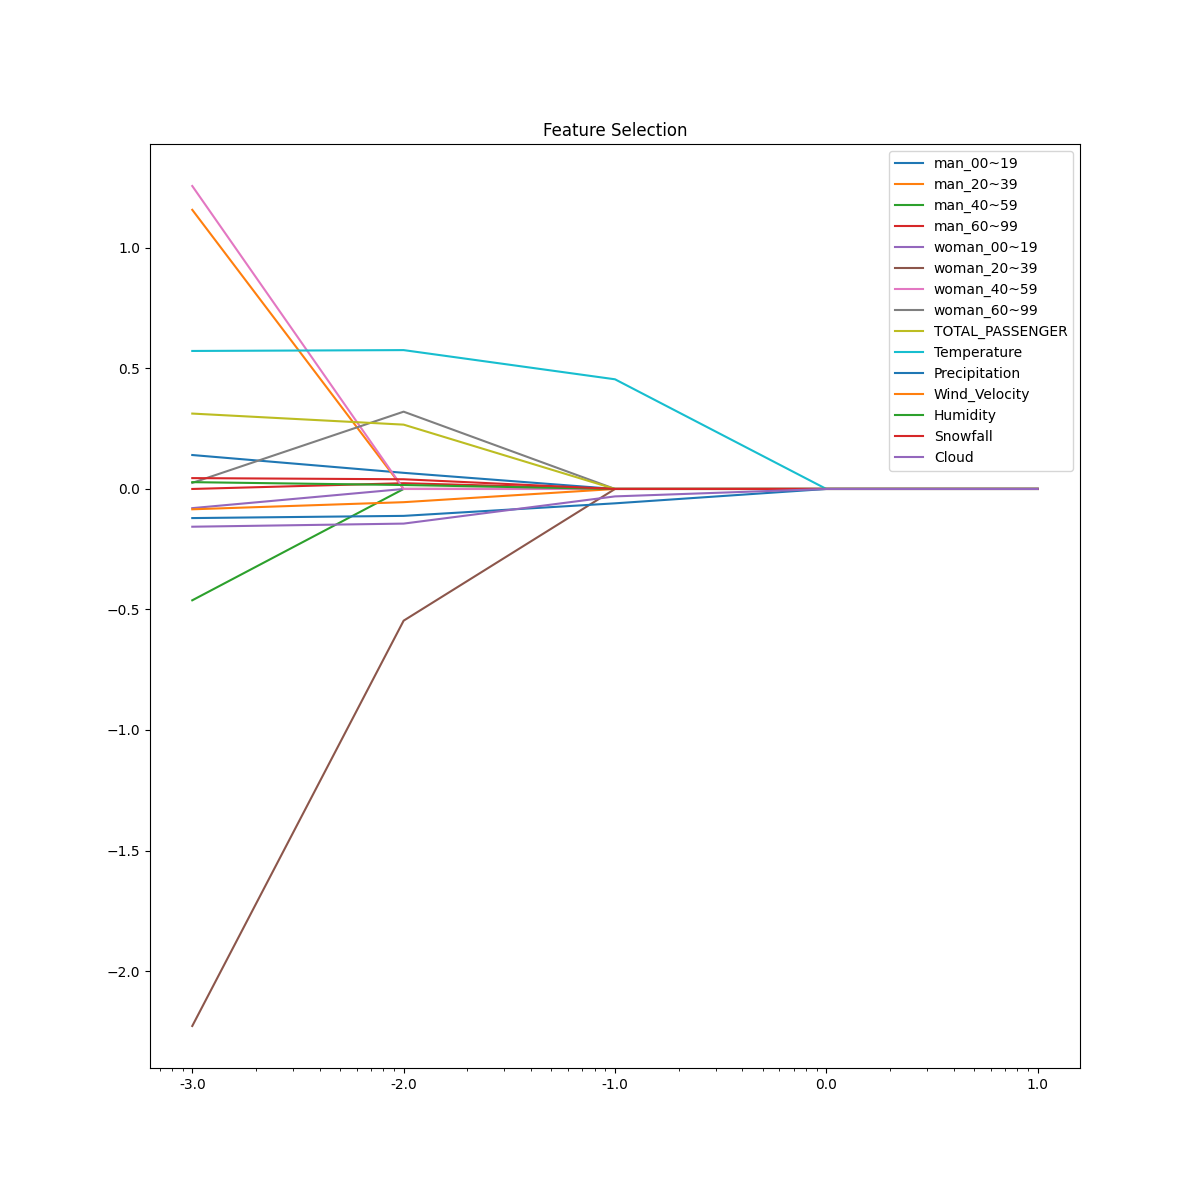 Feature Selection
man_00~19
man_20~39
man_40~59
man_60~99
woman_00~19
woman_20~39
woman_40~59
woman_60~99
TOTAL_PASSENGER
Temperature
Precipitation
Wind_Velocity
Humidity
Snowfall
Cloud
1.0
0.5
0.0
−0.5
−1.0
−1.5
−2.0
-3.0 -2.0 -1.0 0.0 1.0